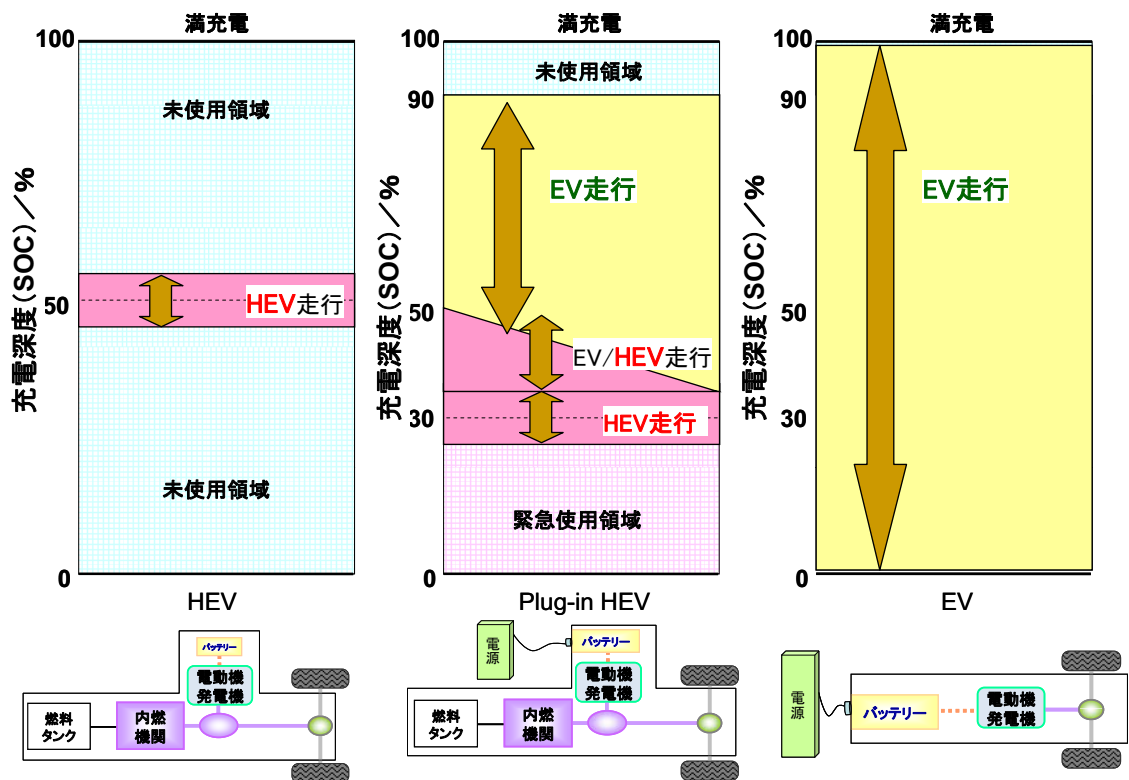 満充電
100
未使用領域
50
HEV走行
未使用領域
0
充電深度(SOC)/%
HEV
バッテリー
電動機
発電機
燃料
タンク
内燃
機関
満充電
100
未使用領域
90
EV走行
50
EV/HEV走行
30
HEV走行
緊急使用領域
0
充電深度(SOC)/%
Plug-in HEV
電源
バッテリー
電動機
発電機
燃料
タンク
内燃
機関
満充電
100
90
EV走行
50
30
0
充電深度(SOC)/%
EV
電源
バッテリー
電動機
発電機